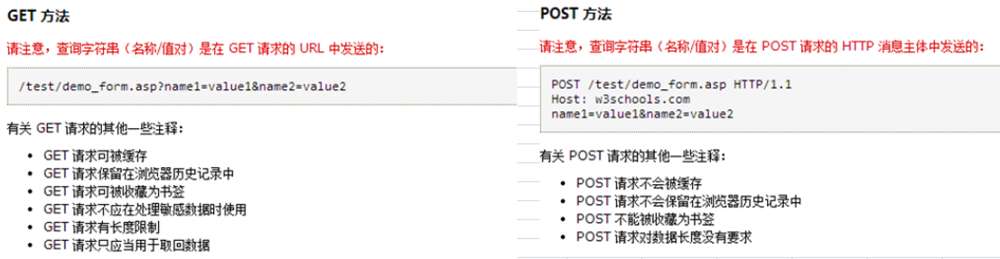 GET 方法
请注意，查询字符串（名称/值对）是在 GET 请求的 URL 中发送的：
/test/demo_form.asp?name1=value1&name2=value2
有关 GET 请求的其他一些注释：
• GET 请求可被缓存
• GET 请求保留在浏览器历史记录中
• GET 请求可被收藏为书签
• GET 请求不应在处理敏感数据时使用
• GET 请求有长度限制
• GET 请求只应当用于取回数据
POST 方法
请注意，查询字符串（名称/值对）是在 POST 请求的 HTTP 消息主体中发送的：
POST /test/demo_form.asp HTTP/1.1
Host: w3schools.com
name1=value1&name2=value2
有关 POST 请求的其他一些注释：
• POST 请求不会被缓存
• POST 请求不会保留在浏览器历史记录中
• POST 不能被收藏为书签
• POST 请求对数据长度没有要求